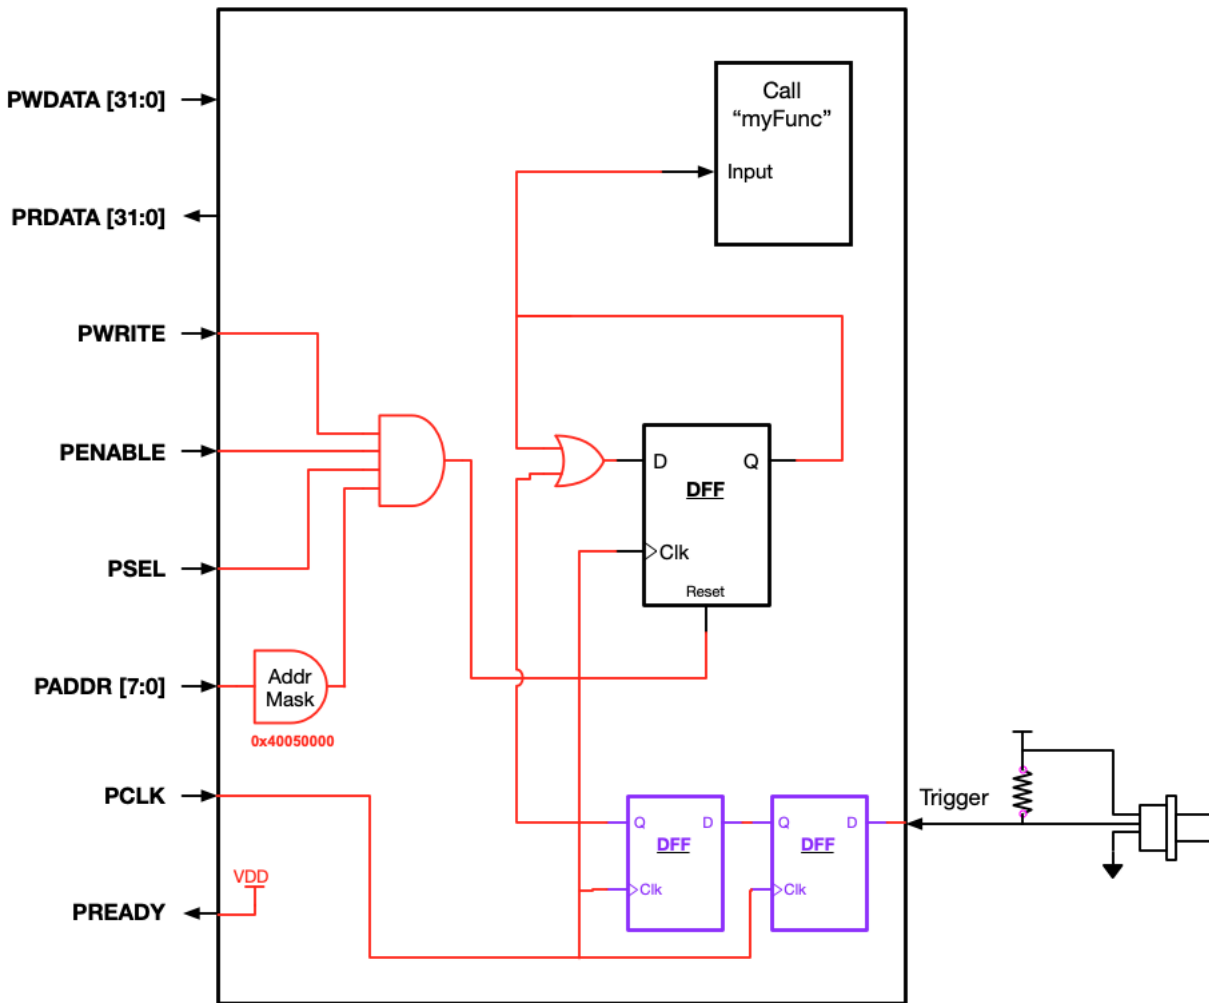 PWDATA [31:0]
Call
“myFunc”
Input
PRDATA [31:0]
PWRITE
PENABLE
D
Q
DFF
Clk
Reset
PSEL
PADDR [7:0]
Addr
Mask
0x40050000
PCLK
Trigger
Q
D
DFF
Clk
Q
D
DFF
Clk
VDD
PREADY